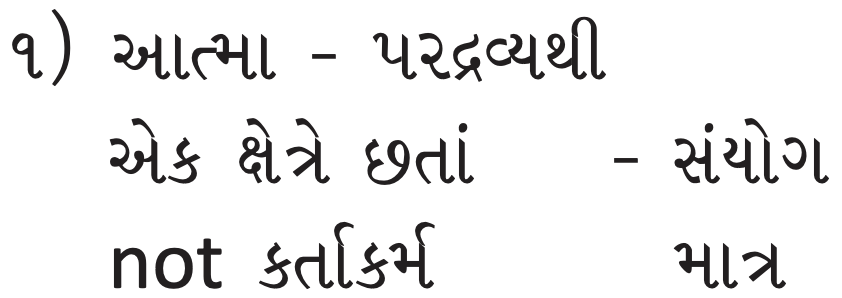 ૧) આત્મા - પરદ્રવ્યથી
એક ક્ષેત્રે છતાં - સંયોગ
not કર્તાકર્મ માત્ર